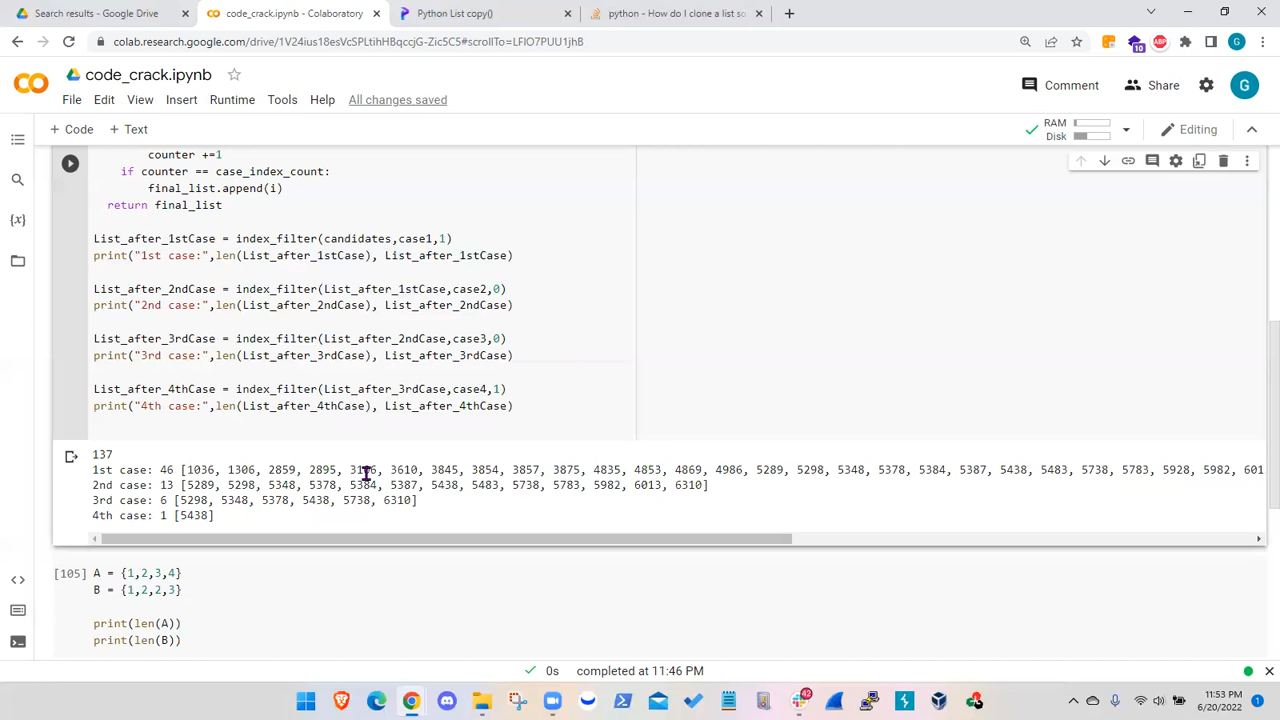 Search results - Google Drive
code_crack.ipynb - Colaboratory
Python List copy()
python - How do I clone a list so
colab.research.google.com/drive/1V24ius18esVcSPLtihHBqccjG-Zic5C5#scrollTo=LFlO7PUU1jhB
10
ABP
G
code_crack.ipynb
Comment
Share
G
File Edit View Insert Runtime Tools Help All changes saved
+ Code + Text
RAM
Disk
Editing
counter +=1
if counter == case_index_count:
final_list.append(i)
return final_list
List_after_1stCase = index_filter(candidates,case1,1)
print("1st case:",len(List_after_1stCase), List_after_1stCase)
List_after_2ndCase = index_filter(List_after_1stCase,case2,0)
print("2nd case:",len(List_after_2ndCase), List_after_2ndCase)
List_after_3rdCase = index_filter(List_after_2ndCase,case3,0)
print("3rd case:",len(List_after_3rdCase), List_after_3rdCase)
List_after_4thCase = index_filter(List_after_3rdCase,case4,1)
print("4th case:",len(List_after_4thCase), List_after_4thCase)
137
1st case: 46 [1036, 1306, 2859, 2895, 3610, 3845, 3854, 3857, 3875, 4835, 4853, 4869, 4986, 5289, 5298, 5348, 5378, 5384, 5387, 5438, 5483, 5738, 5783, 5928, 5982, 601
2nd case: 13 [5289, 5298, 5348, 5378, 5384, 5387, 5438, 5483, 5738, 5783, 5982, 6013, 6310]
3rd case: 6 [5298, 5348, 5378, 5438, 5738, 6310]
4th case: 1 [5438]
[105] A = {1,2,3,4}
B = {1,2,2,3}
print(len(A))
print(len(B))
0s completed at 11:46 PM
42
11:53 PM
6/20/2022